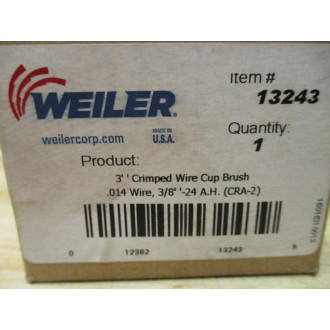 WEILER®
weilercorp.com
MADE IN U.S.A.
Item #
13243
Quantity:
1
Product:
3' ' Crimped Wire Cup Brush
.014 Wire, 3/8' '-24 A.H. (CRA-2)
0 12382 13243